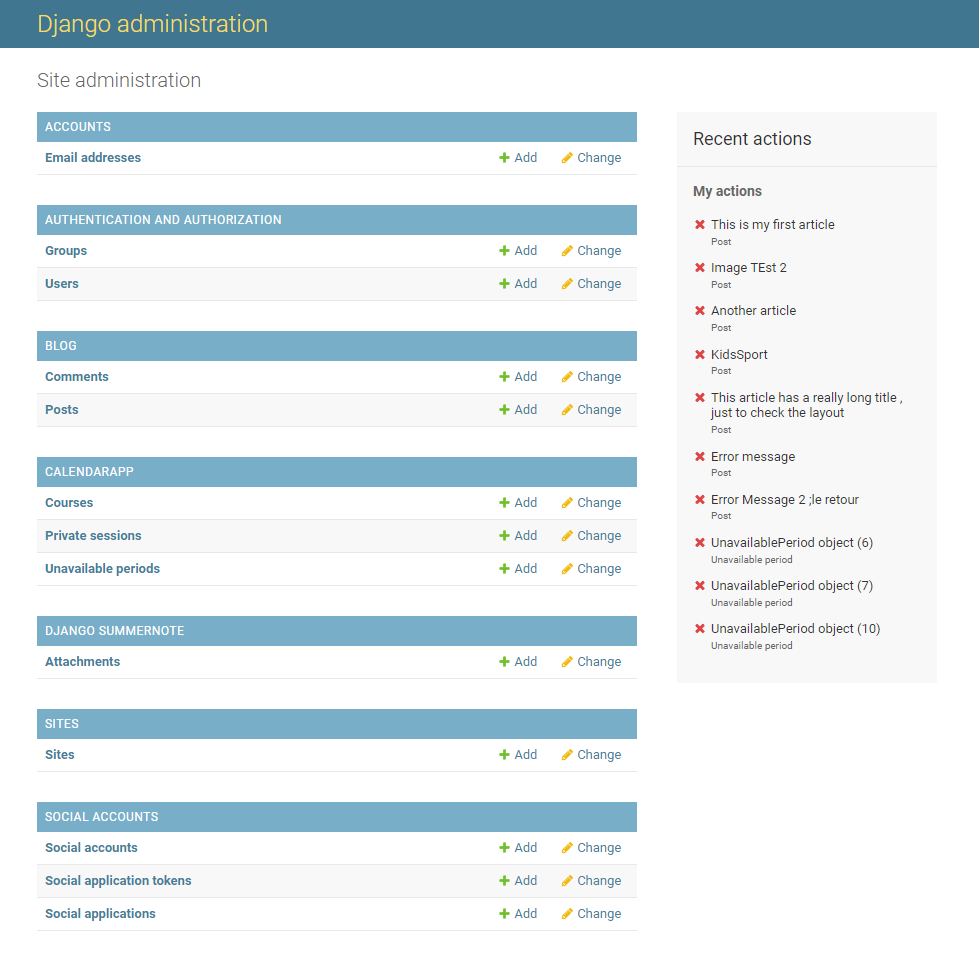 Django administration
Site administration
ACCOUNTS
Email addresses Add Change
AUTHENTICATION AND AUTHORIZATION
Groups Add Change
Users Add Change
BLOG
Comments Add Change
Posts Add Change
CALENDARAPP
Courses Add Change
Private sessions Add Change
Unavailable periods Add Change
DJANGO SUMMERNOTE
Attachments Add Change
SITES
Sites Add Change
SOCIAL ACCOUNTS
Social accounts Add Change
Social application tokens Add Change
Social applications Add Change
Recent actions
My actions
This is my first article
Post
Image TEst 2
Post
Another article
Post
KidsSport
Post
This article has a really long title ,
just to check the layout
Post
Error message
Post
Error Message 2 ;le retour
Post
UnavailablePeriod object (6)
Unavailable period
UnavailablePeriod object (7)
Unavailable period
UnavailablePeriod object (10)
Unavailable period